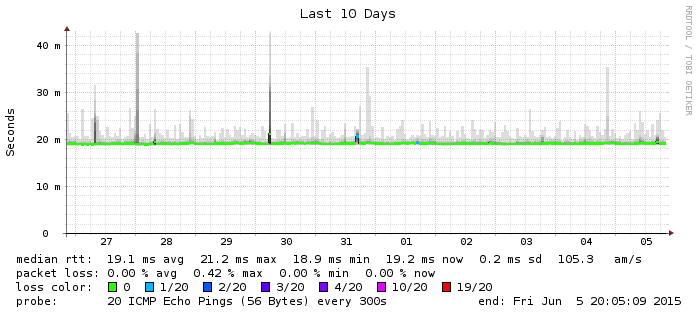 Last 10 Days
RRDTOOL / TOBI OETIKER
Seconds
40 m
30 m
20 m
10 m
0
27 28 29 30 31 01 02 03 04 05
median rtt: 19.1 ms avg 21.2 ms max 18.9 ms min 19.2 ms now 0.2 ms sd 105.3 am/s
packet loss: 0.00 % avg 0.42 % max 0.00 % min 0.00 % now
loss color: 0 1/20 2/20 3/20 4/20 10/20 19/20
probe: 20 ICMP Echo Pings (56 Bytes) every 300s end: Fri Jun 5 20:05:09 2015